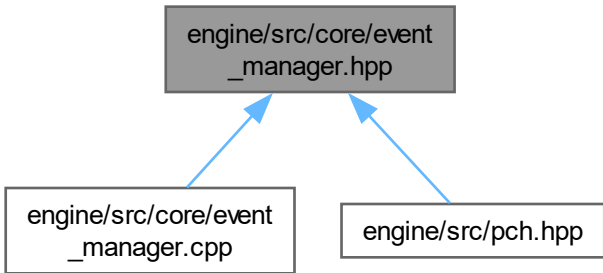 engine/src/core/event
_manager.hpp
engine/src/core/event
_manager.cpp
engine/src/pch.hpp